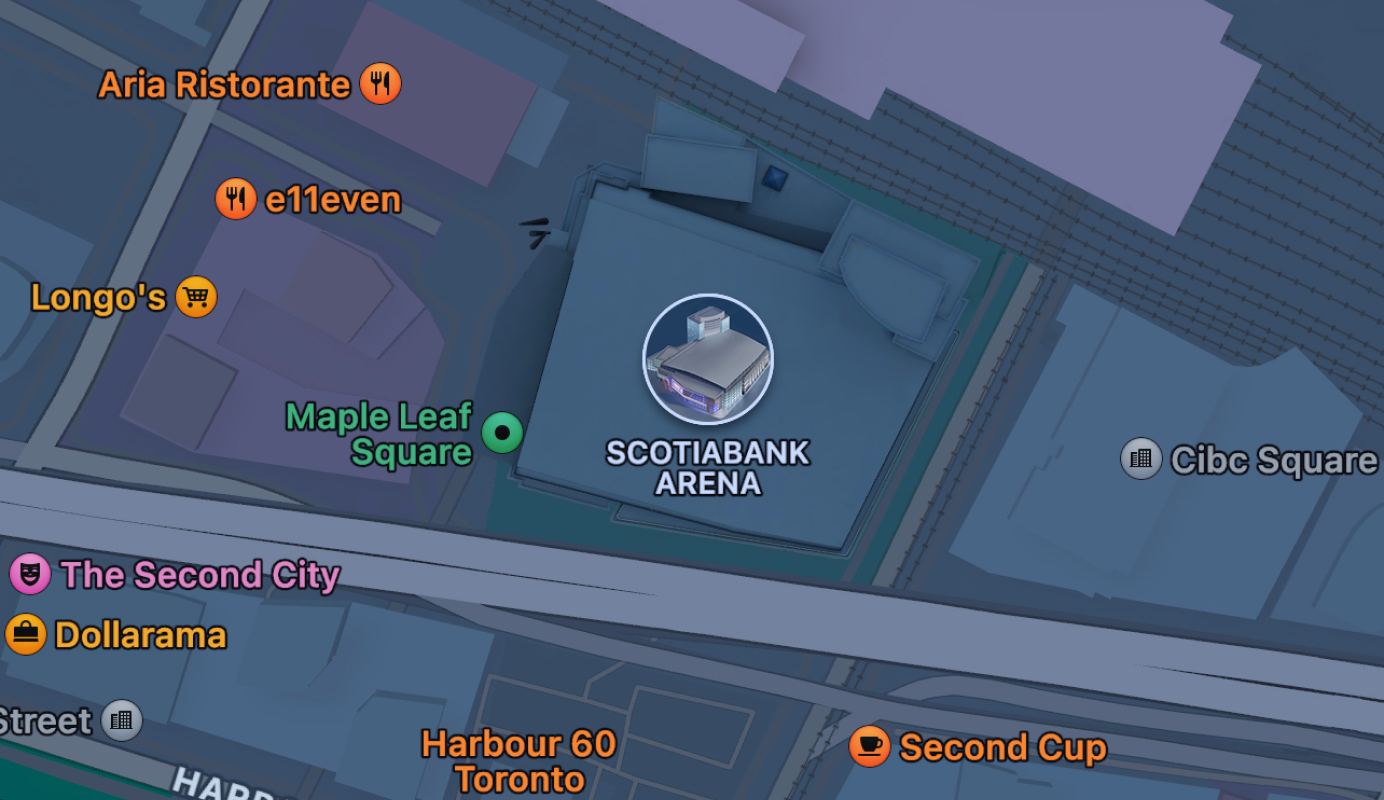 Aria Ristorante
e11even
Longo's
Maple Leaf
Square
SCOTIABANK
ARENA
Cibc Square
The Second City
Dollarama
Street
Harbour 60
Toronto
Second Cup